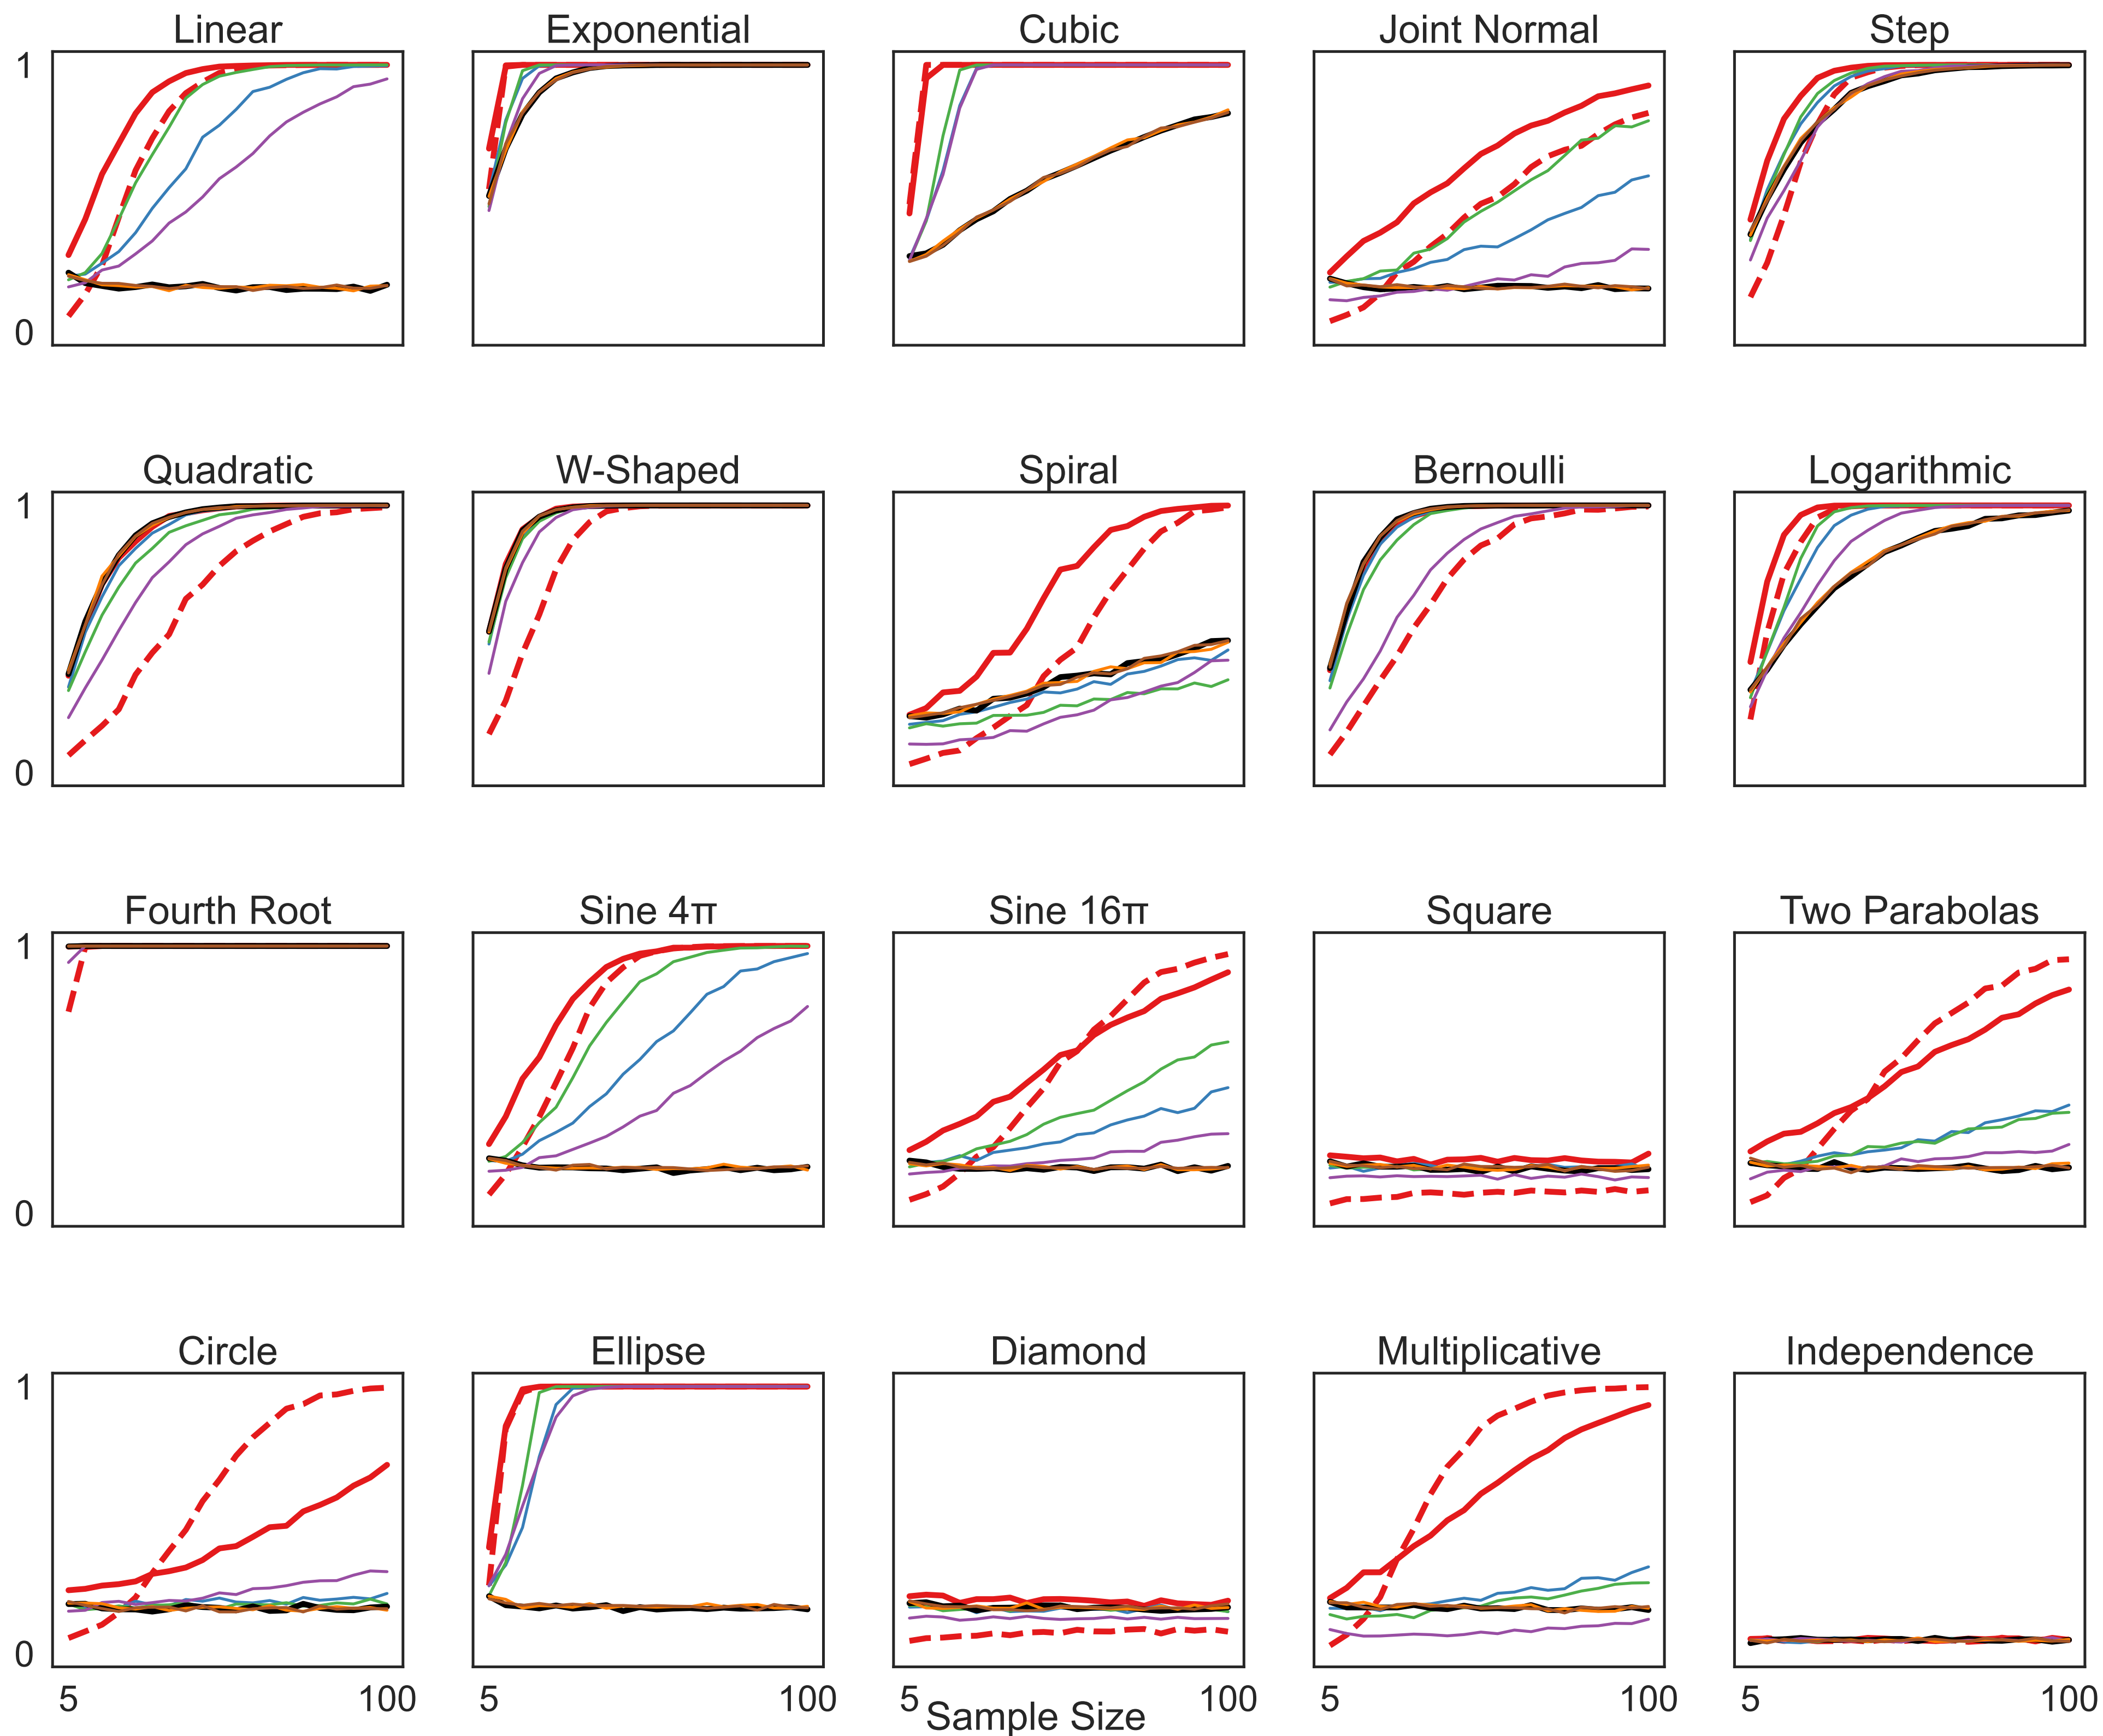 Linear Exponential Cubic Joint Normal Step
1
0
Quadratic W-Shaped Spiral Bernoulli Logarithmic
1
0
Fourth Root Sine 4π Sine 16π Square Two Parabolas
1
0
Circle Ellipse Diamond Multiplicative Independence
1
0
5 100 5 100 5 100 5 100 5 100
Sample Size